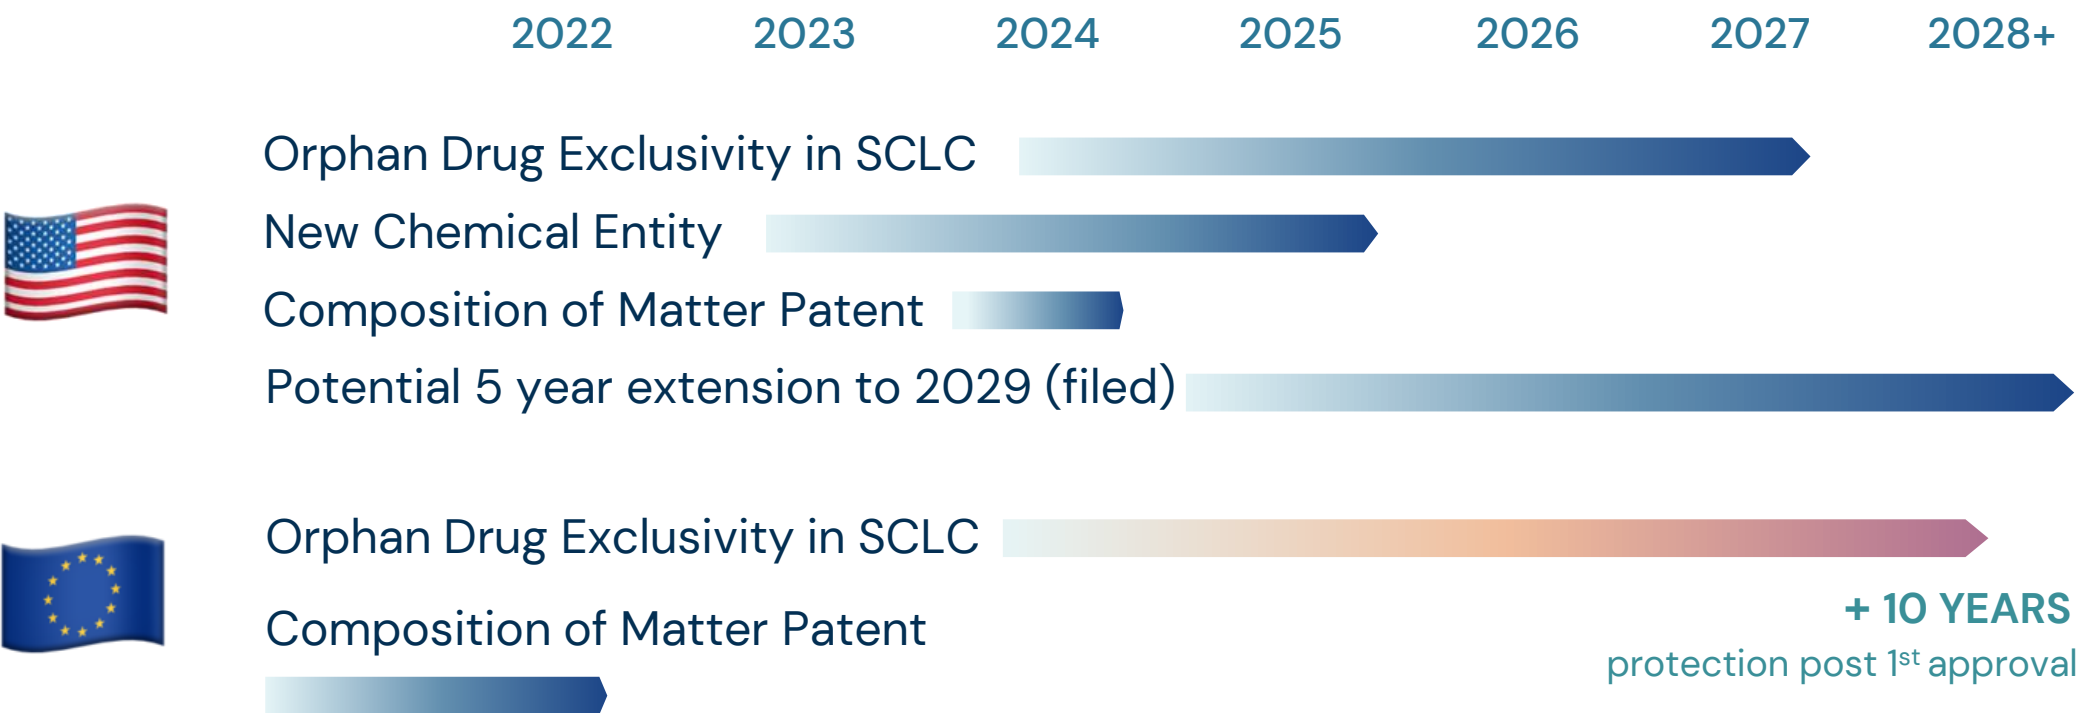 2022 2023 2024 2025 2026 2027 2028+
Orphan Drug Exclusivity in SCLC
New Chemical Entity
Composition of Matter Patent
Potential 5 year extension to 2029 (filed)
Orphan Drug Exclusivity in SCLC
+ 10 YEARS
Composition of Matter Patent
protection post 1st approval